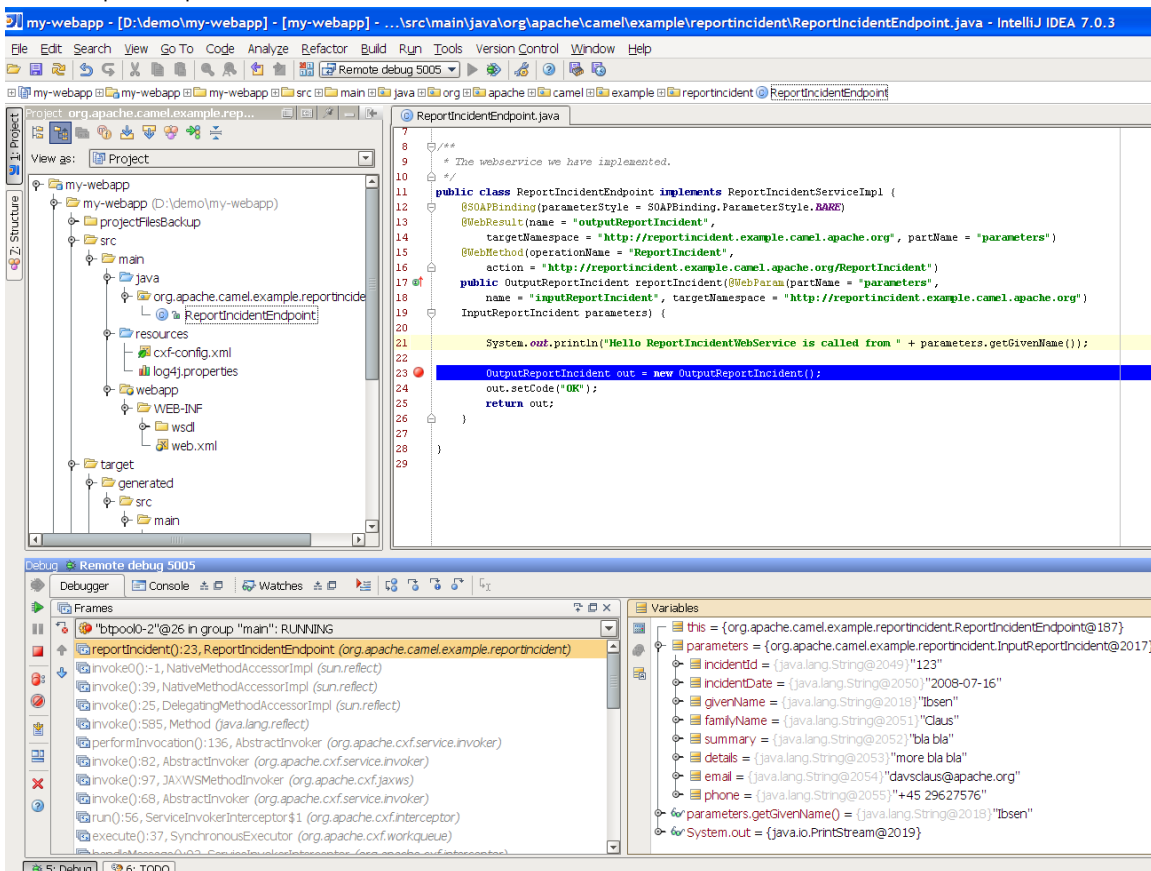 my-webapp - [D:\demo\my-webapp] - [my-webapp] - ...\src\main\java\org\apache\camel\example\reportincident\ReportIncidentEndpoint.java - IntelliJ IDEA 7.0.3
File Edit Search View Go To Code Analyze Refactor Build Run Tools Version Control Window Help
Remote debug 5005
my-webapp my-webapp my-webapp src main java org apache camel example reportincident ReportIncidentEndpoint
1: Project
Z: Structure
Project org.apache.camel.example.rep...
View as: Project
my-webapp
my-webapp (D:\demo\my-webapp)
projectFilesBackup
src
main
java
org.apache.camel.example.reportincide
ReportIncidentEndpoint
resources
cxf-config.xml
log4j.properties
webapp
WEB-INF
wsdl
web.xml
target
generated
src
main
ReportIncidentEndpoint.java
7
8 /**
9 * The webservice we have implemented.
10 */
11 public class ReportIncidentEndpoint implements ReportIncidentServiceImpl {
12 @SOAPBinding(parameterStyle = SOAPBinding.ParameterStyle.BARE)
13 @WebResult(name = "outputReportIncident",
14 targetNamespace = "http://reportincident.example.camel.apache.org", partName = "parameters")
15 @WebMethod(operationName = "ReportIncident",
16 action = "http://reportincident.example.camel.apache.org/ReportIncident")
17 public OutputReportIncident reportIncident(@WebParam(partName = "parameters",
18 name = "inputReportIncident", targetNamespace = "http://reportincident.example.camel.apache.org")
19 InputReportIncident parameters) {
20
21 System.out.println("Hello ReportIncidentWebService is called from " + parameters.getGivenName());
22
23 OutputReportIncident out = new OutputReportIncident();
24 out.setCode("OK");
25 return out;
26 }
27
28 }
29
Debug Remote debug 5005
Debugger Console Watches
Frames
"btpool0-2"@26 in group "main": RUNNING
reportIncident():23, ReportIncidentEndpoint (org.apache.camel.example.reportincident)
invoke0():-1, NativeMethodAccessorImpl (sun.reflect)
invoke():39, NativeMethodAccessorImpl (sun.reflect)
invoke():25, DelegatingMethodAccessorImpl (sun.reflect)
invoke():585, Method (java.lang.reflect)
performInvocation():136, AbstractInvoker (org.apache.cxf.service.invoker)
invoke():82, AbstractInvoker (org.apache.cxf.service.invoker)
invoke():97, JAXWSMethodInvoker (org.apache.cxf.jaxws)
invoke():68, AbstractInvoker (org.apache.cxf.service.invoker)
run():56, ServiceInvokerInterceptor$1 (org.apache.cxf.interceptor)
execute():37, SynchronousExecutor (org.apache.cxf.workqueue)
Variables
this = {org.apache.camel.example.reportincident.ReportIncidentEndpoint@187}
parameters = {org.apache.camel.example.reportincident.InputReportIncident@2017}
incidentId = {java.lang.String@2049}"123"
incidentDate = {java.lang.String@2050}"2008-07-16"
givenName = {java.lang.String@2018}"Ibsen"
familyName = {java.lang.String@2051}"Claus"
summary = {java.lang.String@2052}"bla bla"
details = {java.lang.String@2053}"more bla bla"
email = {java.lang.String@2054}"davsclaus@apache.org"
phone = {java.lang.String@2055}"+45 29627576"
parameters.getGivenName() = {java.lang.String@2018}"Ibsen"
System.out = {java.io.PrintStream@2019}
5: Debug 6: TODO